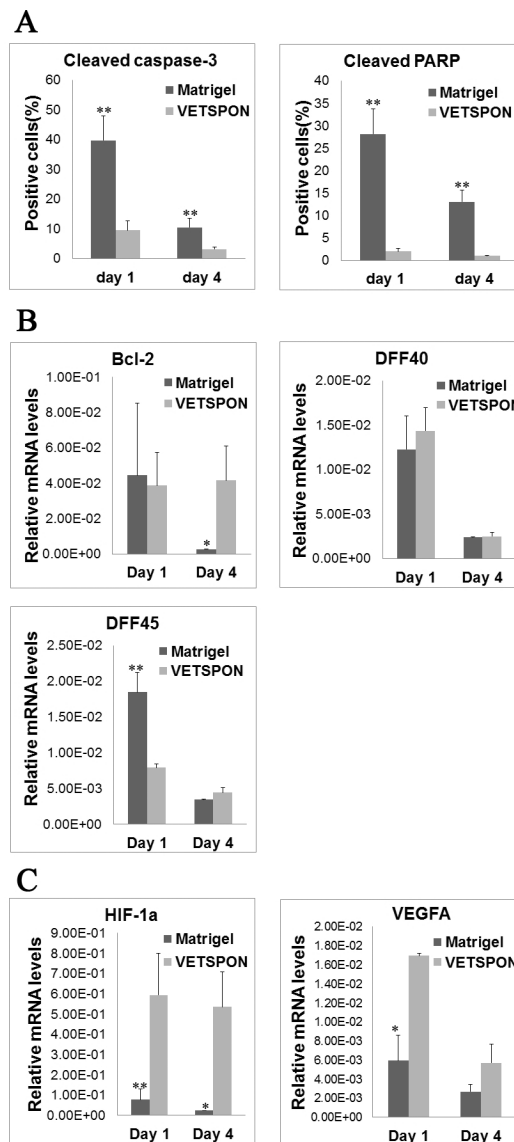 A
Cleaved caspase-3
Positive cells(%)
60
50
40
30
20
10
0
**
**
Matrigel
VETSPON
day 1
day 4
Cleaved PARP
Positive cells(%)
40
35
30
25
20
15
10
5
0
**
**
Matrigel
VETSPON
day 1
day 4
B
Bcl-2
Relative mRNA levels
1.00E-01
8.00E-02
6.00E-02
4.00E-02
2.00E-02
0.00E+00
*
Matrigel
VETSPON
Day 1
Day 4
DFF40
Relative mRNA levels
2.00E-02
1.50E-02
1.00E-02
5.00E-03
0.00E+00
Matrigel
VETSPON
Day 1
Day 4
DFF45
Relative mRNA levels
2.50E-02
2.00E-02
1.50E-02
1.00E-02
5.00E-03
0.00E+00
**
Matrigel
VETSPON
Day 1
Day 4
C
HIF-1a
Relative mRNA levels
9.00E-01
8.00E-01
7.00E-01
6.00E-01
5.00E-01
4.00E-01
3.00E-01
2.00E-01
1.00E-01
0.00E+00
**
*
Matrigel
VETSPON
Day 1
Day 4
VEGFA
Relative mRNA levels
2.00E-02
1.80E-02
1.60E-02
1.40E-02
1.20E-02
1.00E-02
8.00E-03
6.00E-03
4.00E-03
2.00E-03
0.00E+00
*
Matrigel
VETSPON
Day 1
Day 4